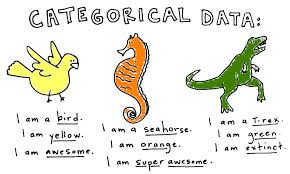 CATEGORICAL DATA:
I am a bird.
I am yellow.
I am awesome.
I am a seahorse.
I am orange.
I am super awesome.
I am a T-rex.
I am green.
I am extinct.